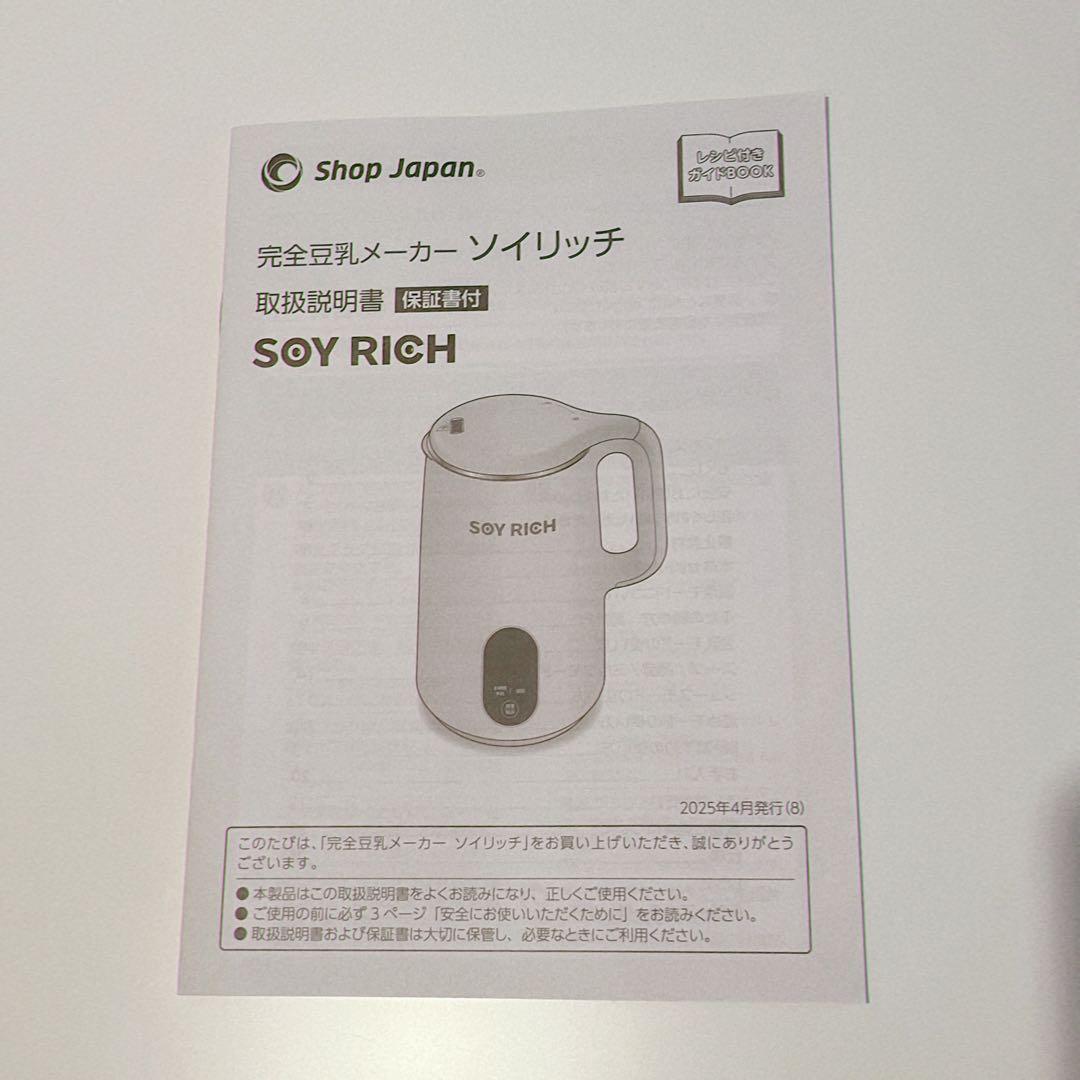 Shop Japan®
レシピ付き
ガイドBOOK
完全豆乳メーカー ソイリッチ
取扱説明書 保証書付
SOY RICH
SOY RICH
2025年4月発行(8)
このたびは、「完全豆乳メーカー ソイリッチ」をお買い上げいただき、誠にありがとう
ございます。
● 本製品はこの取扱説明書をよくお読みになり、正しくご使用ください。
● ご使用の前に必ず3ページ「安全にお使いいただくために」をお読みください。
● 取扱説明書および保証書は大切に保管し、必要なときにご利用ください。